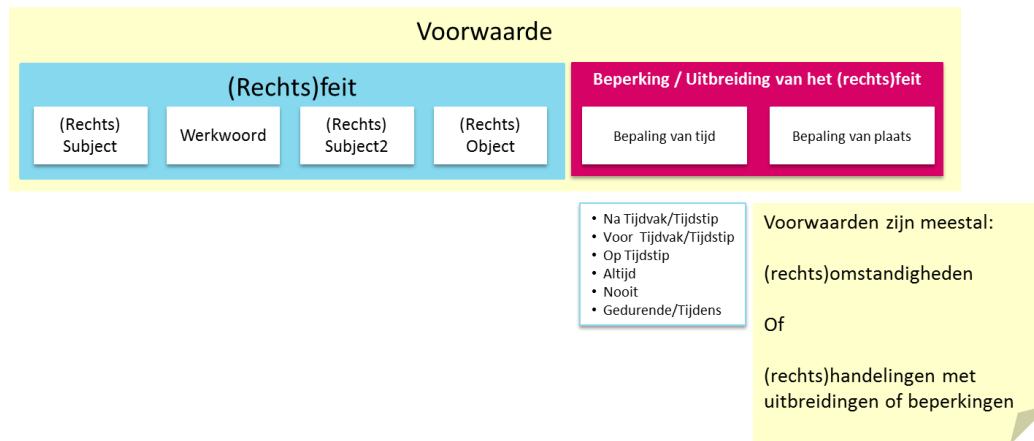 Voorwaarde
(Rechts)feit
(Rechts)
Subject
Werkwoord
(Rechts)
Subject2
(Rechts)
Object
Beperking / Uitbreiding van het (rechts)feit
Bepaling van tijd
Bepaling van plaats
• Na Tijdvak/Tijdstip
• Voor Tijdvak/Tijdstip
• Op Tijdstip
• Altijd
• Nooit
• Gedurende/Tijdens
Voorwaarden zijn meestal:
(rechts)omstandigheden
Of
(rechts)handelingen met
uitbreidingen of beperkingen